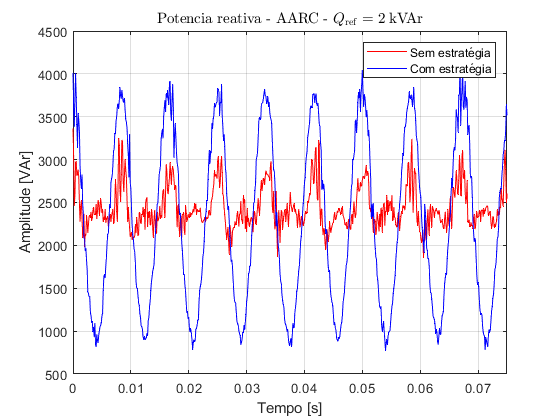 Potencia reativa - AARC - Qref = 2 kVAr
4500
4000
3500
3000
2500
2000
1500
1000
500
Amplitude [VAr]
Sem estratégia
Com estratégia
0 0.01 0.02 0.03 0.04 0.05 0.06 0.07
Tempo [s]